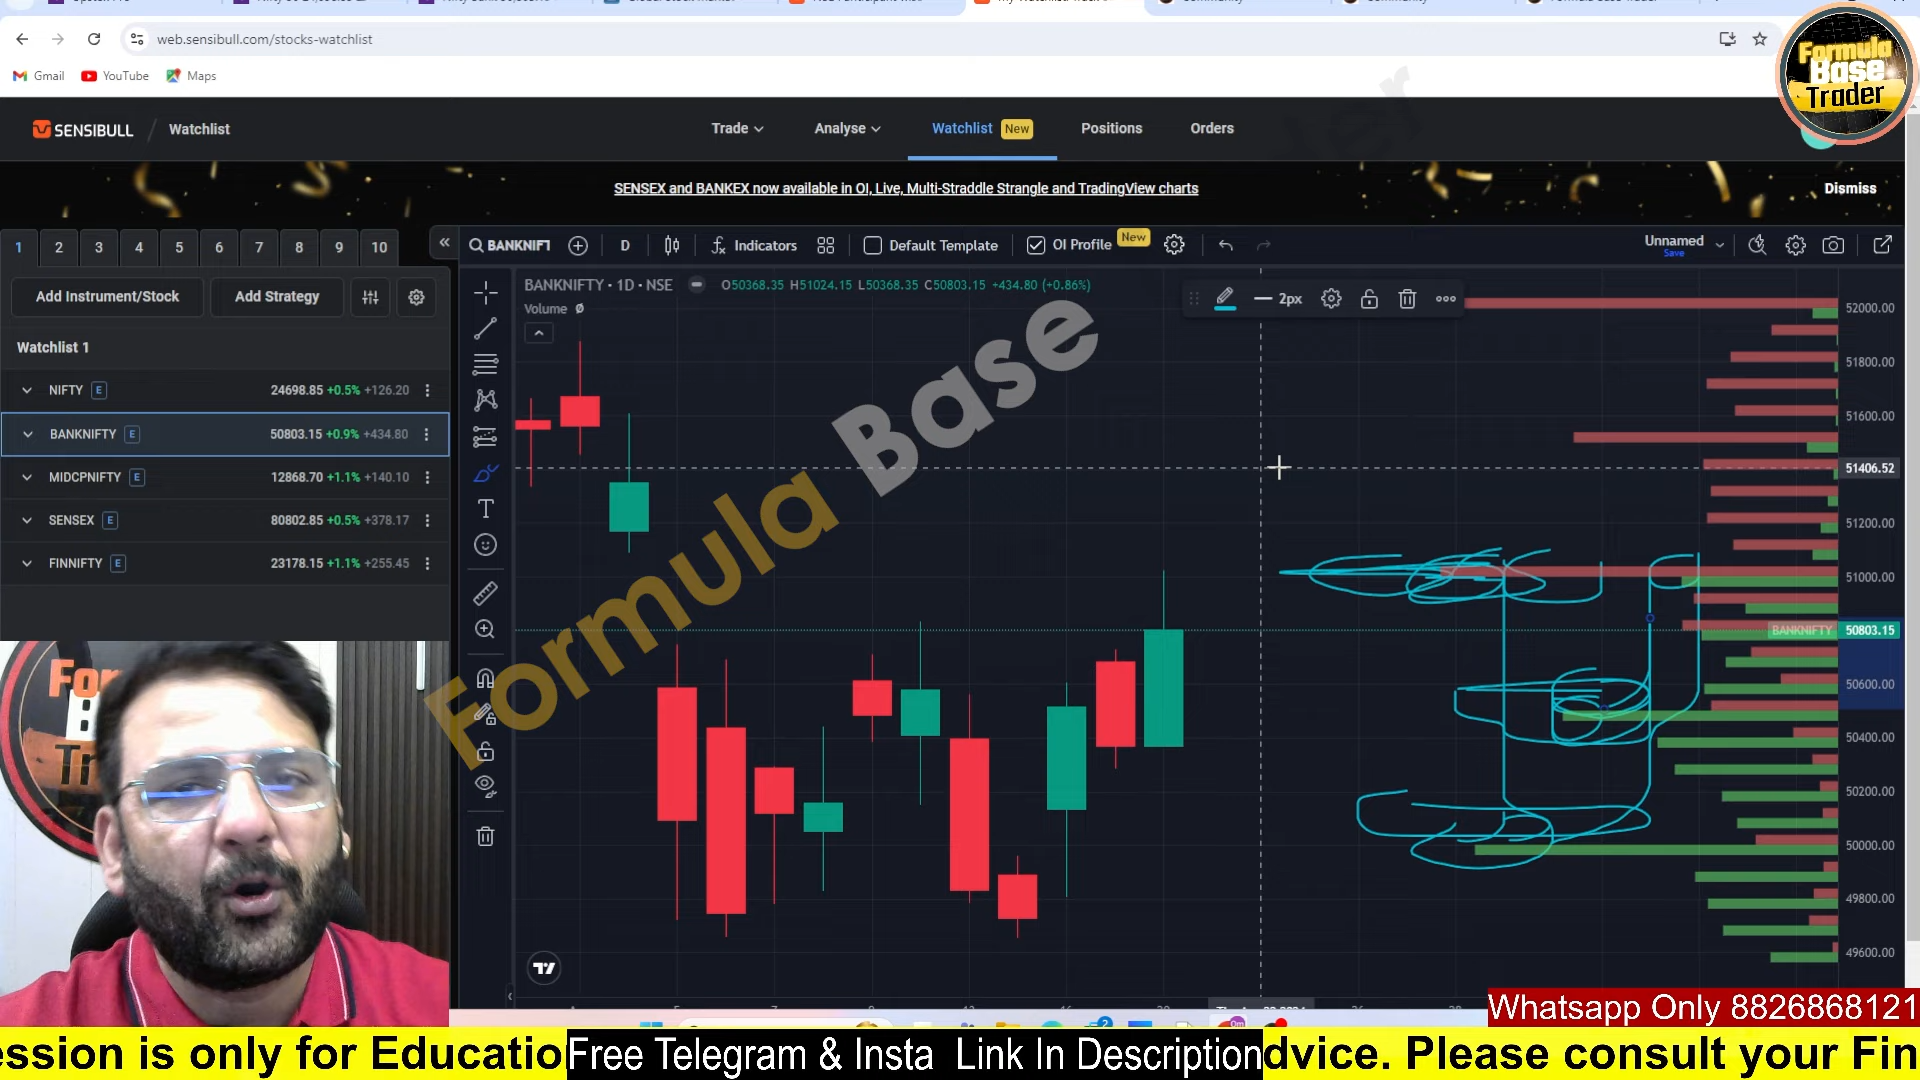 web.sensibull.com/stocks-watchlist
Gmail YouTube Maps
Formula Base Trader
SENSIBULL / Watchlist Trade Analyse Watchlist New Positions Orders
SENSEX and BANKEX now available in OI, Live, Multi-Straddle Strangle and TradingView charts Dismiss
1 2 3 4 5 6 7 8 9 10
BANKNIFT D Indicators Default Template OI Profile New Unnamed Save
Add Instrument/Stock Add Strategy
Watchlist 1
NIFTY E 24698.85 +0.5% +126.20
BANKNIFTY E 50803.15 +0.9% +434.80
MIDCPNIFTY E 12868.70 +1.1% +140.10
SENSEX E 80802.85 +0.5% +378.17
FINNIFTY E 23178.15 +1.1% +255.45
BANKNIFTY · 1D · NSE O50368.35 H51024.15 L50368.35 C50803.15 +434.80 (+0.86%)
Volume Ø
2px
52000.00
51800.00
51600.00
51406.52
51200.00
51000.00
BANKNIFTY 50803.15
50600.00
50400.00
50200.00
50000.00
49800.00
49600.00
Formula Base
Whatsapp Only 8826868121
ession is only for Educatio
Free Telegram & Insta Link In Description
dvice. Please consult your Fin